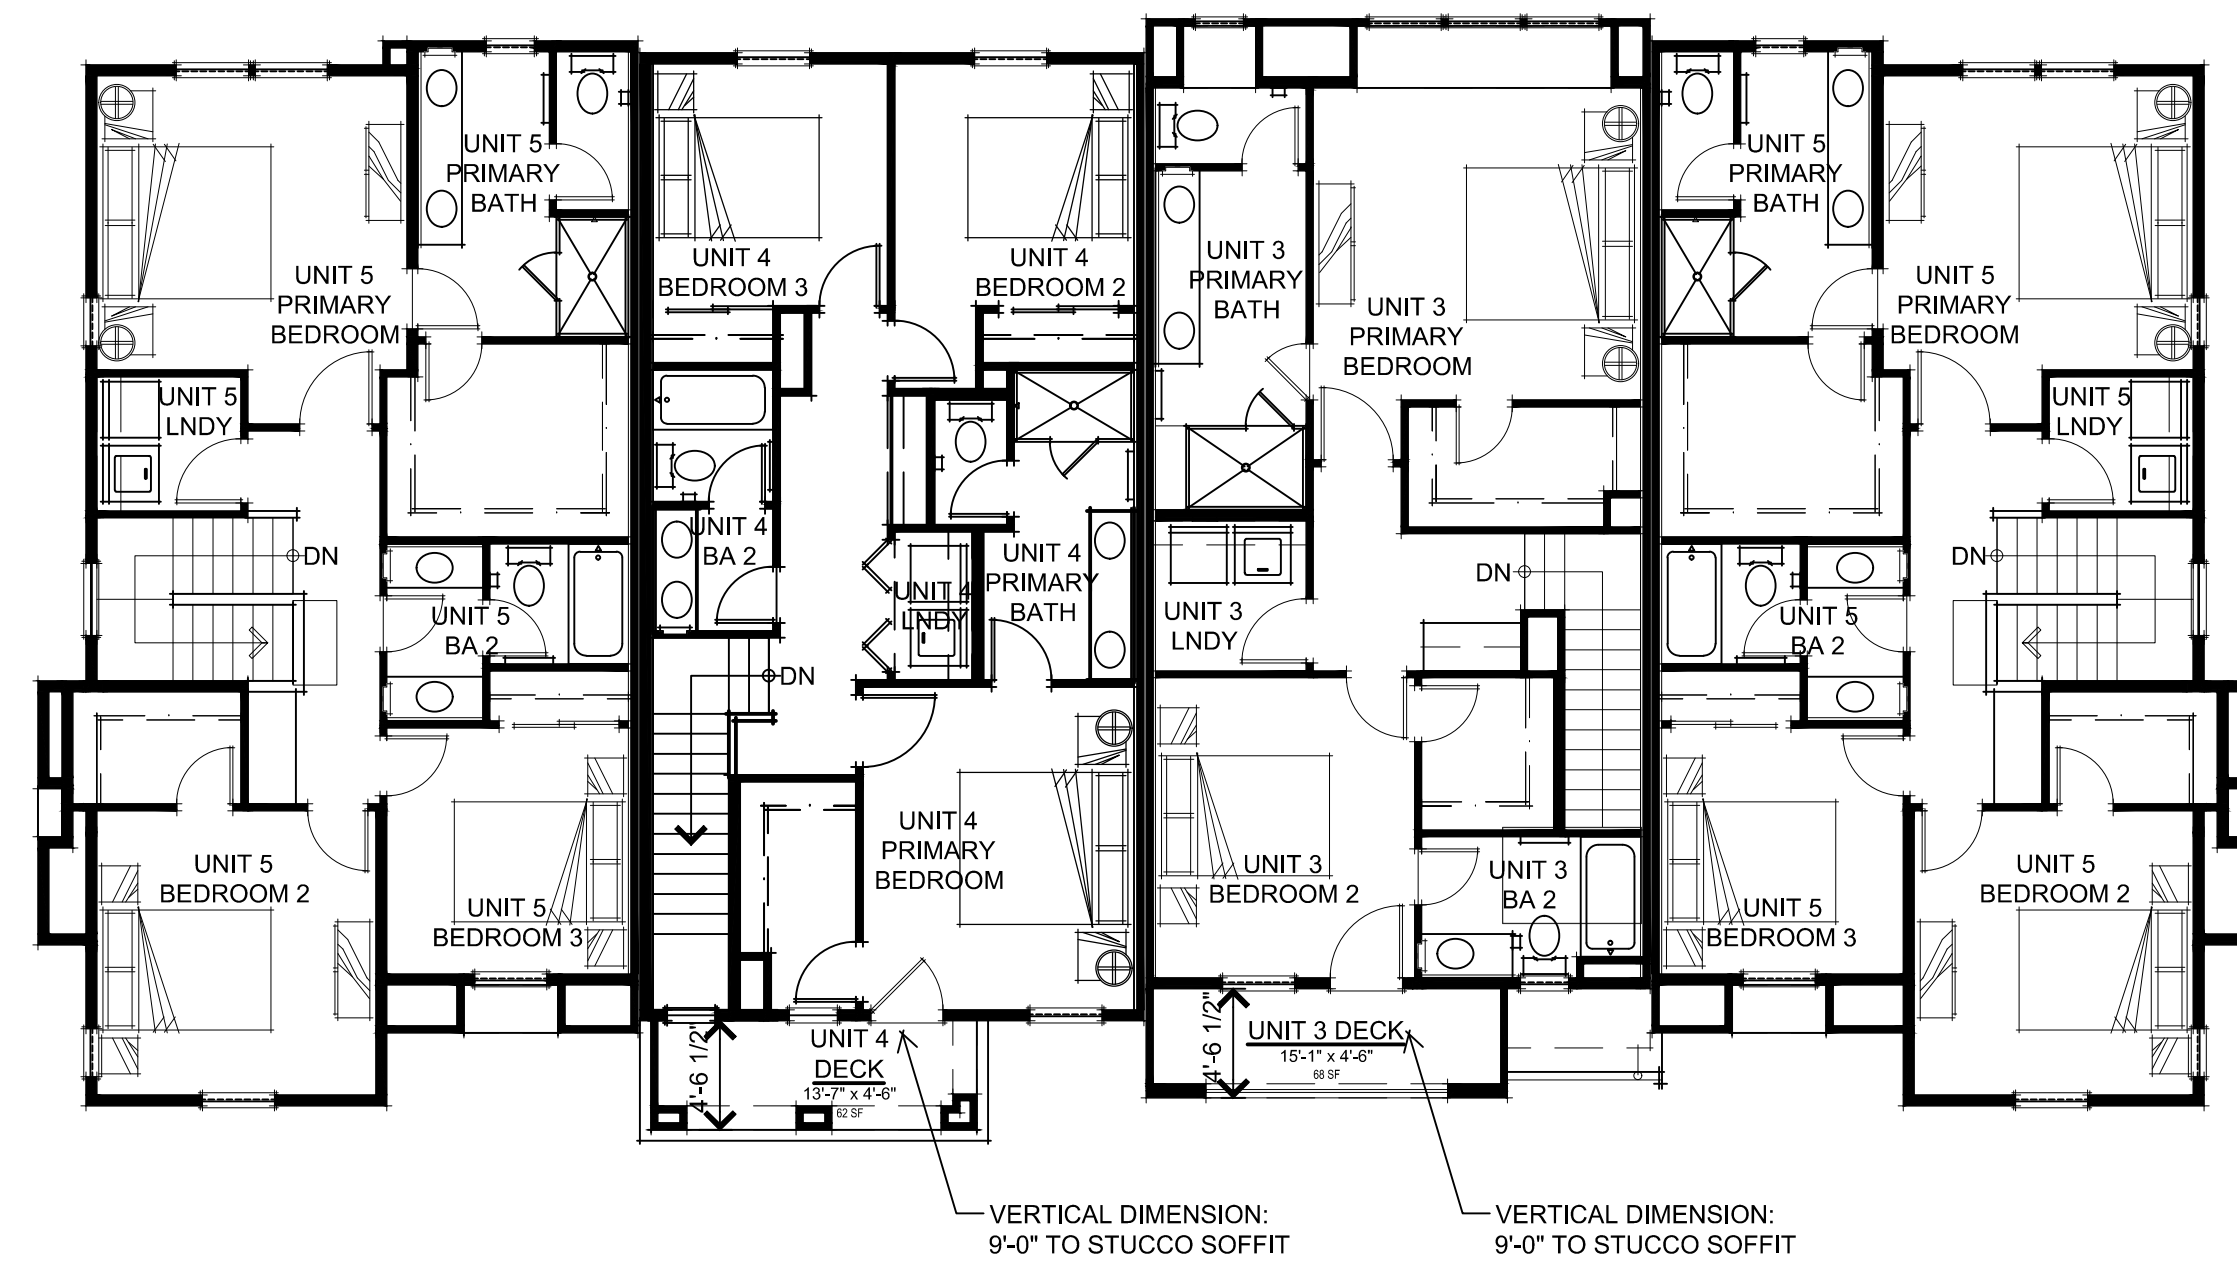 UNIT 5
PRIMARY
BATH
UNIT 5
PRIMARY
BEDROOM
UNIT 5
LNDY
DN
UNIT 5
BA 2
UNIT 5
BEDROOM 2
UNIT 5
BEDROOM 3
UNIT 4
BEDROOM 3
UNIT 4
BEDROOM 2
UNIT 4
BA 2
UNIT 4
LNDY
UNIT 4
PRIMARY
BATH
DN
UNIT 4
PRIMARY
BEDROOM
UNIT 4
DECK
13'-7" x 4'-6"
62 SF
4'-6 1/2"
UNIT 3
PRIMARY
BATH
UNIT 3
PRIMARY
BEDROOM
DN
UNIT 3
LNDY
UNIT 3
BEDROOM 2
UNIT 3
BA 2
4'-6 1/2"
UNIT 3 DECK
15'-1" x 4'-6"
68 SF
UNIT 5
PRIMARY
BATH
UNIT 5
PRIMARY
BEDROOM
UNIT 5
LNDY
DN
UNIT 5
BA 2
UNIT 5
BEDROOM 3
UNIT 5
BEDROOM 2
VERTICAL DIMENSION:
9'-0" TO STUCCO SOFFIT
VERTICAL DIMENSION:
9'-0" TO STUCCO SOFFIT